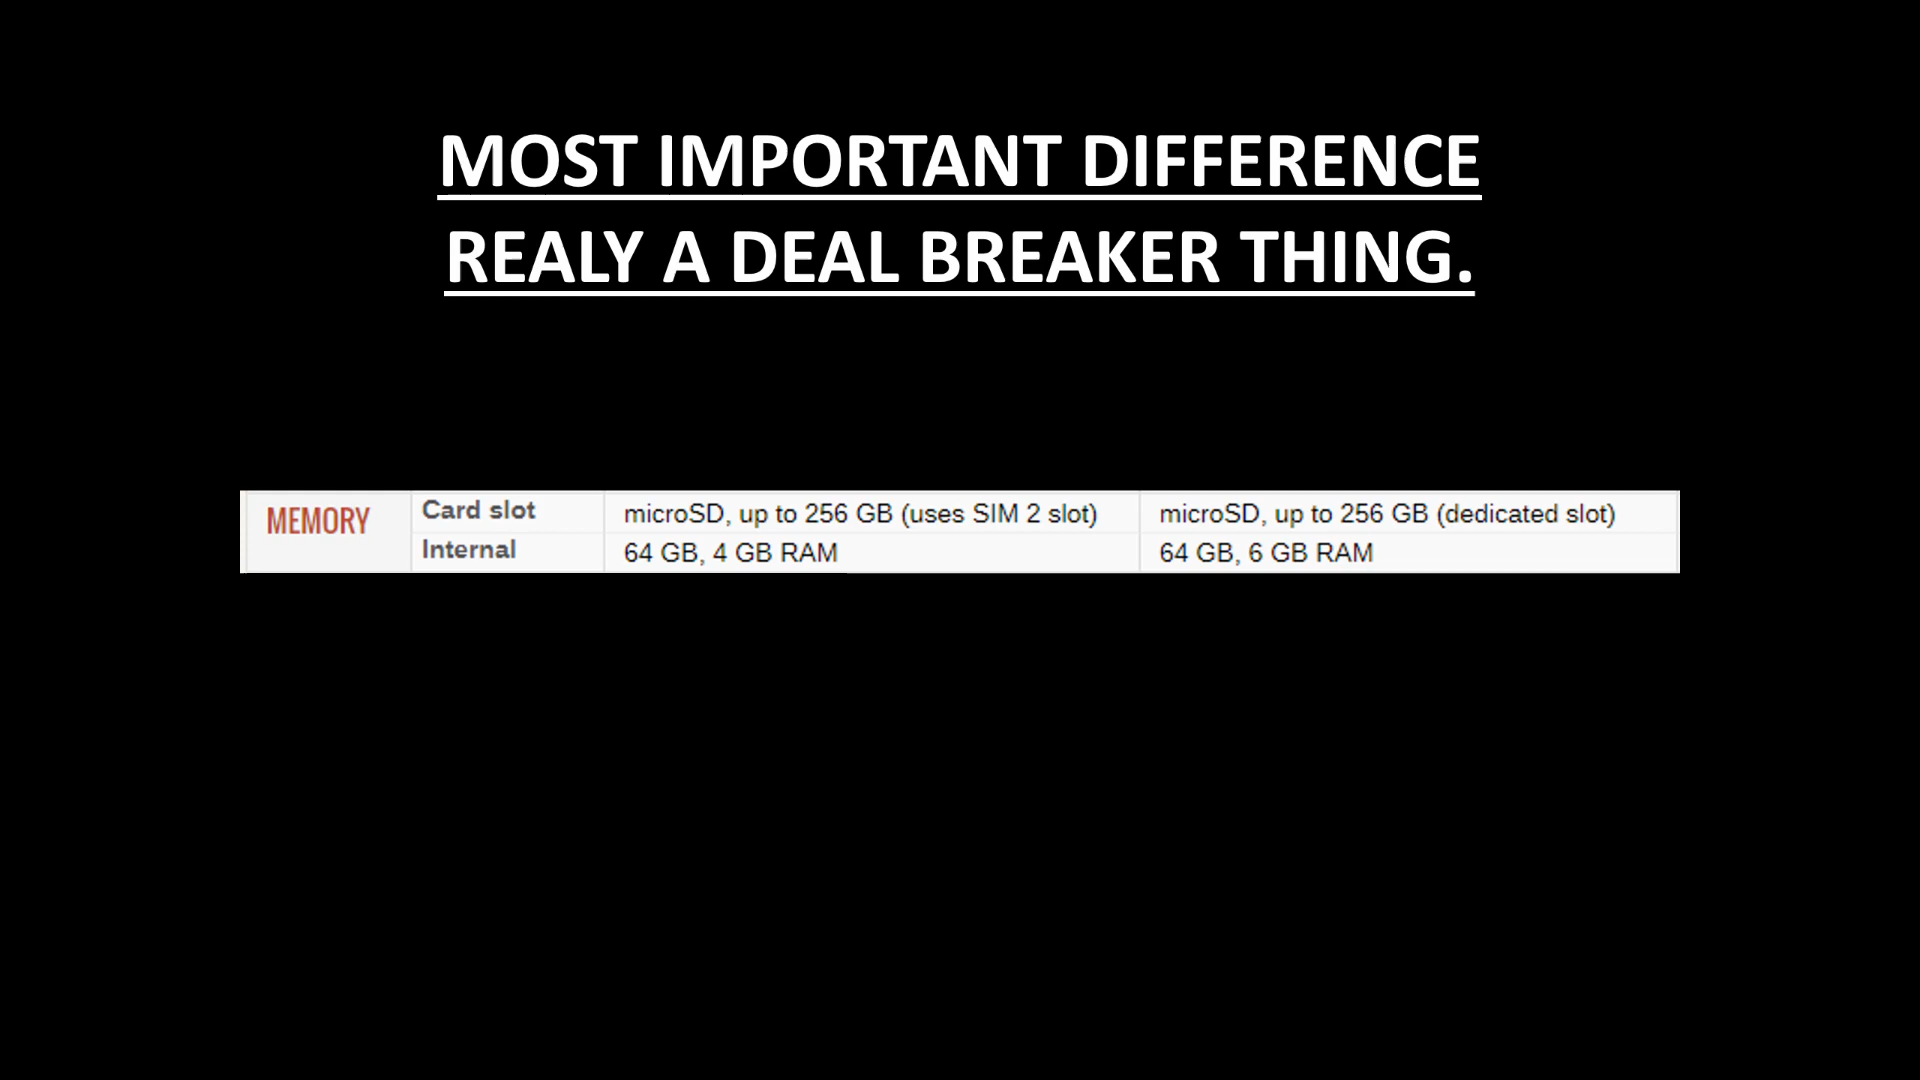 MOST IMPORTANT DIFFERENCE
REALY A DEAL BREAKER THING.
MEMORY Card slot microSD, up to 256 GB (uses SIM 2 slot) microSD, up to 256 GB (dedicated slot)
Internal 64 GB, 4 GB RAM 64 GB, 6 GB RAM